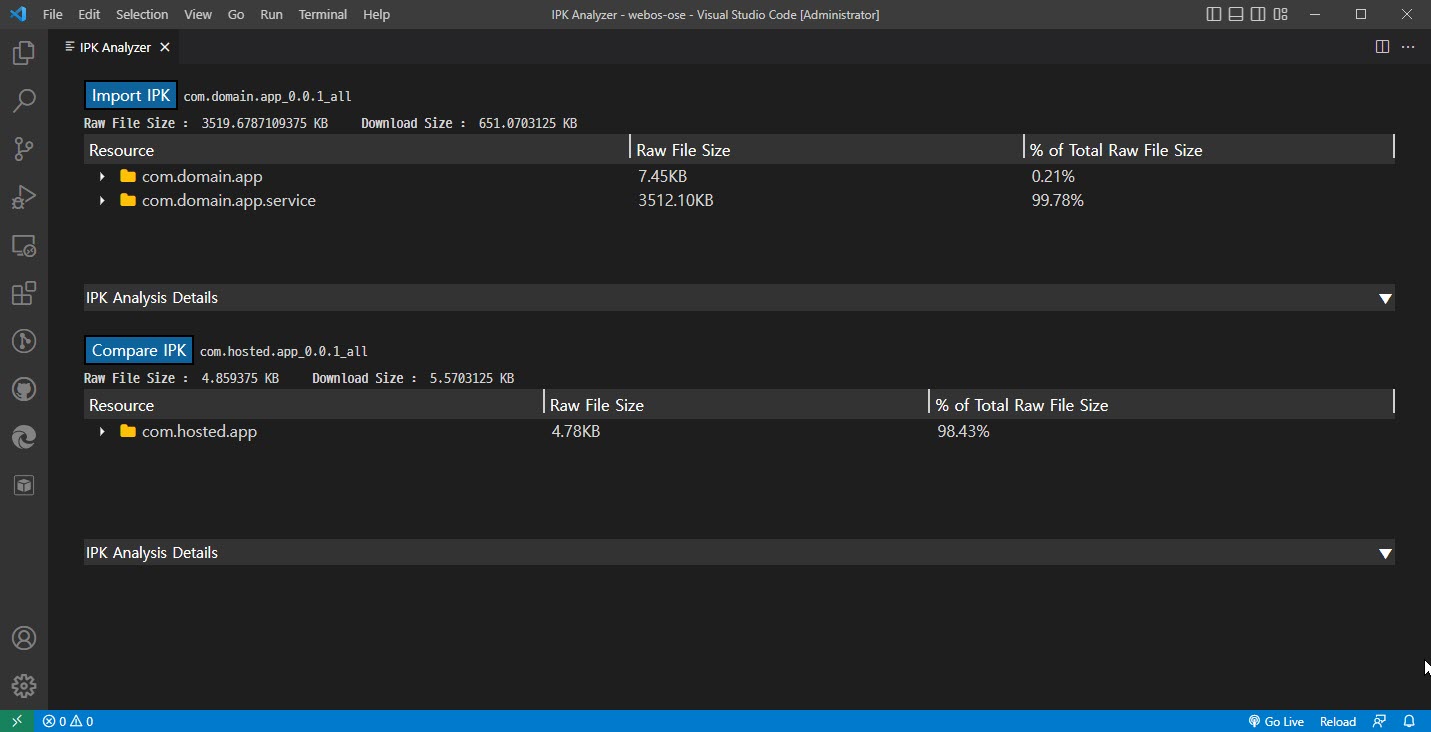 File Edit Selection View Go Run Terminal Help IPK Analyzer - webos-ose - Visual Studio Code [Administrator]
IPK Analyzer
Import IPK com.domain.app_0.0.1_all
Raw File Size : 3519.6787109375 KB Download Size : 651.0703125 KB
Resource Raw File Size % of Total Raw File Size
com.domain.app 7.45KB 0.21%
com.domain.app.service 3512.10KB 99.78%
IPK Analysis Details
Compare IPK com.hosted.app_0.0.1_all
Raw File Size : 4.859375 KB Download Size : 5.5703125 KB
Resource Raw File Size % of Total Raw File Size
com.hosted.app 4.78KB 98.43%
IPK Analysis Details
0 0 Go Live Reload